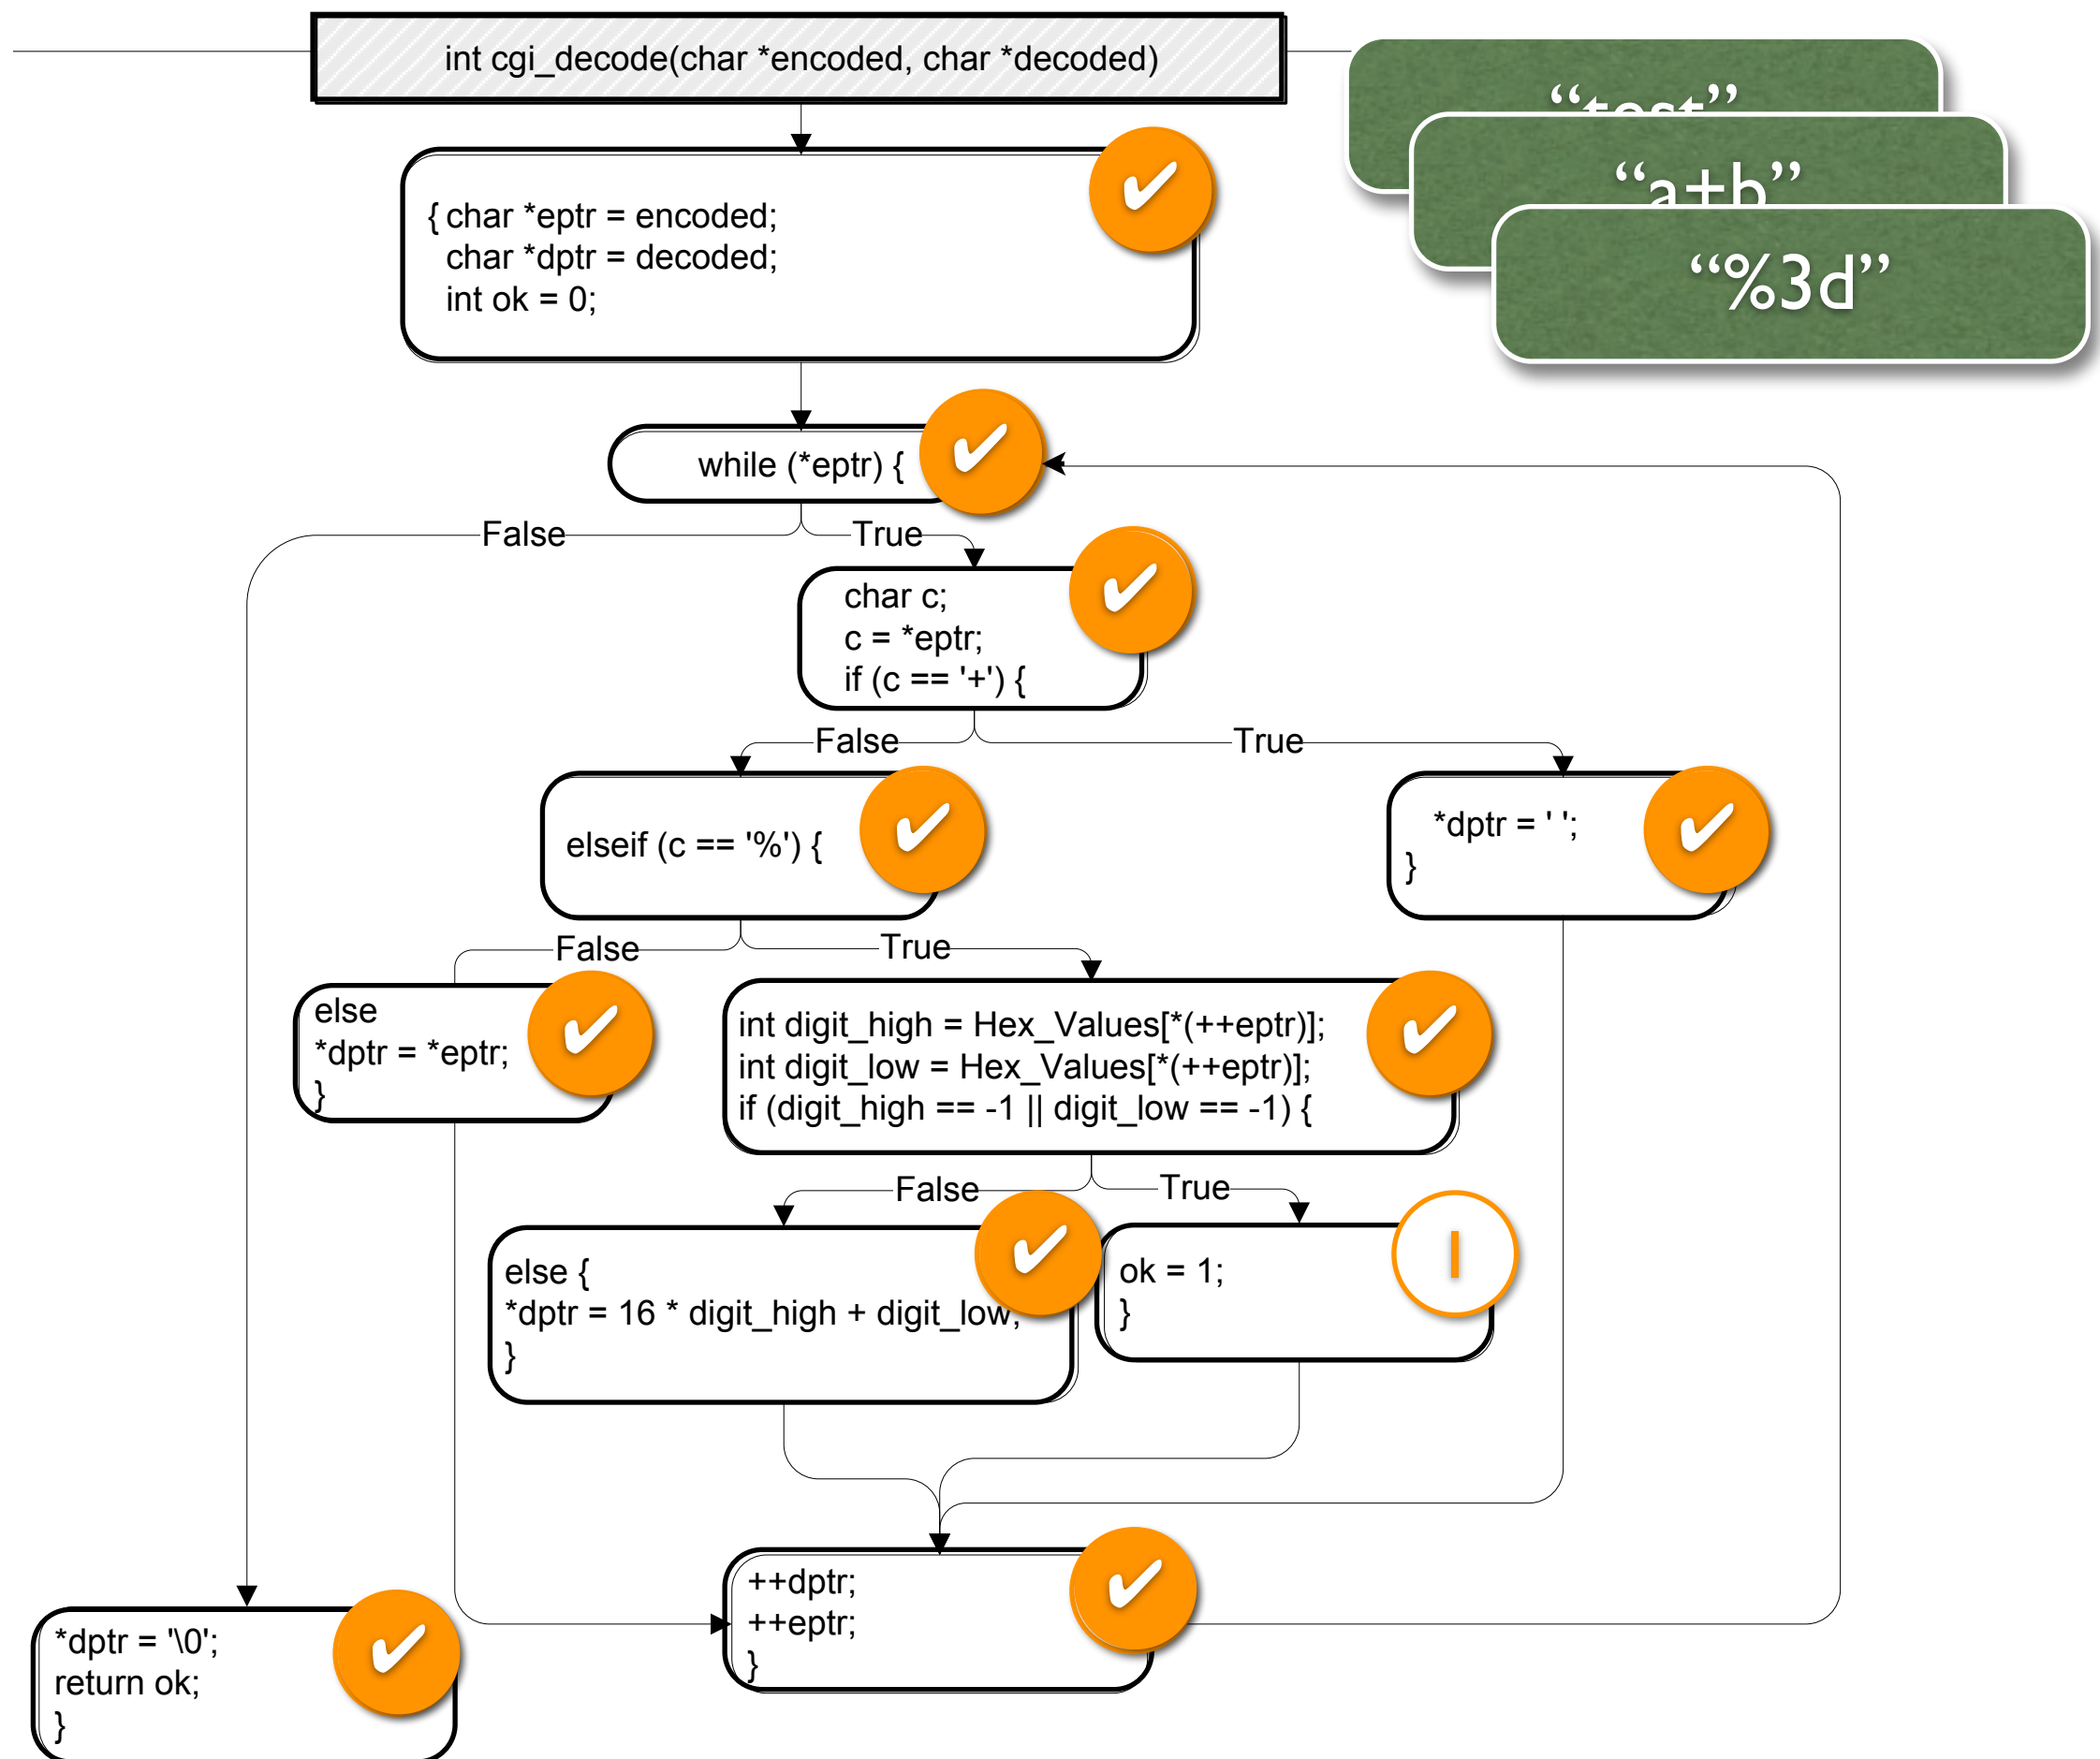 int cgi_decode(char *encoded, char *decoded)
“test”
“a+b”
“%3d”
{ char *eptr = encoded;
char *dptr = decoded;
int ok = 0;
while (*eptr) {
False
True
char c;
c = *eptr;
if (c == '+') {
False
True
elseif (c == '%') {
*dptr = ' ';
}
False
True
else
*dptr = *eptr;
}
int digit_high = Hex_Values[*(++eptr)];
int digit_low = Hex_Values[*(++eptr)];
if (digit_high == -1 || digit_low == -1) {
False
True
else {
*dptr = 16 * digit_high + digit_low;
}
ok = 1;
}
1
++dptr;
++eptr;
}
*dptr = '\0';
return ok;
}